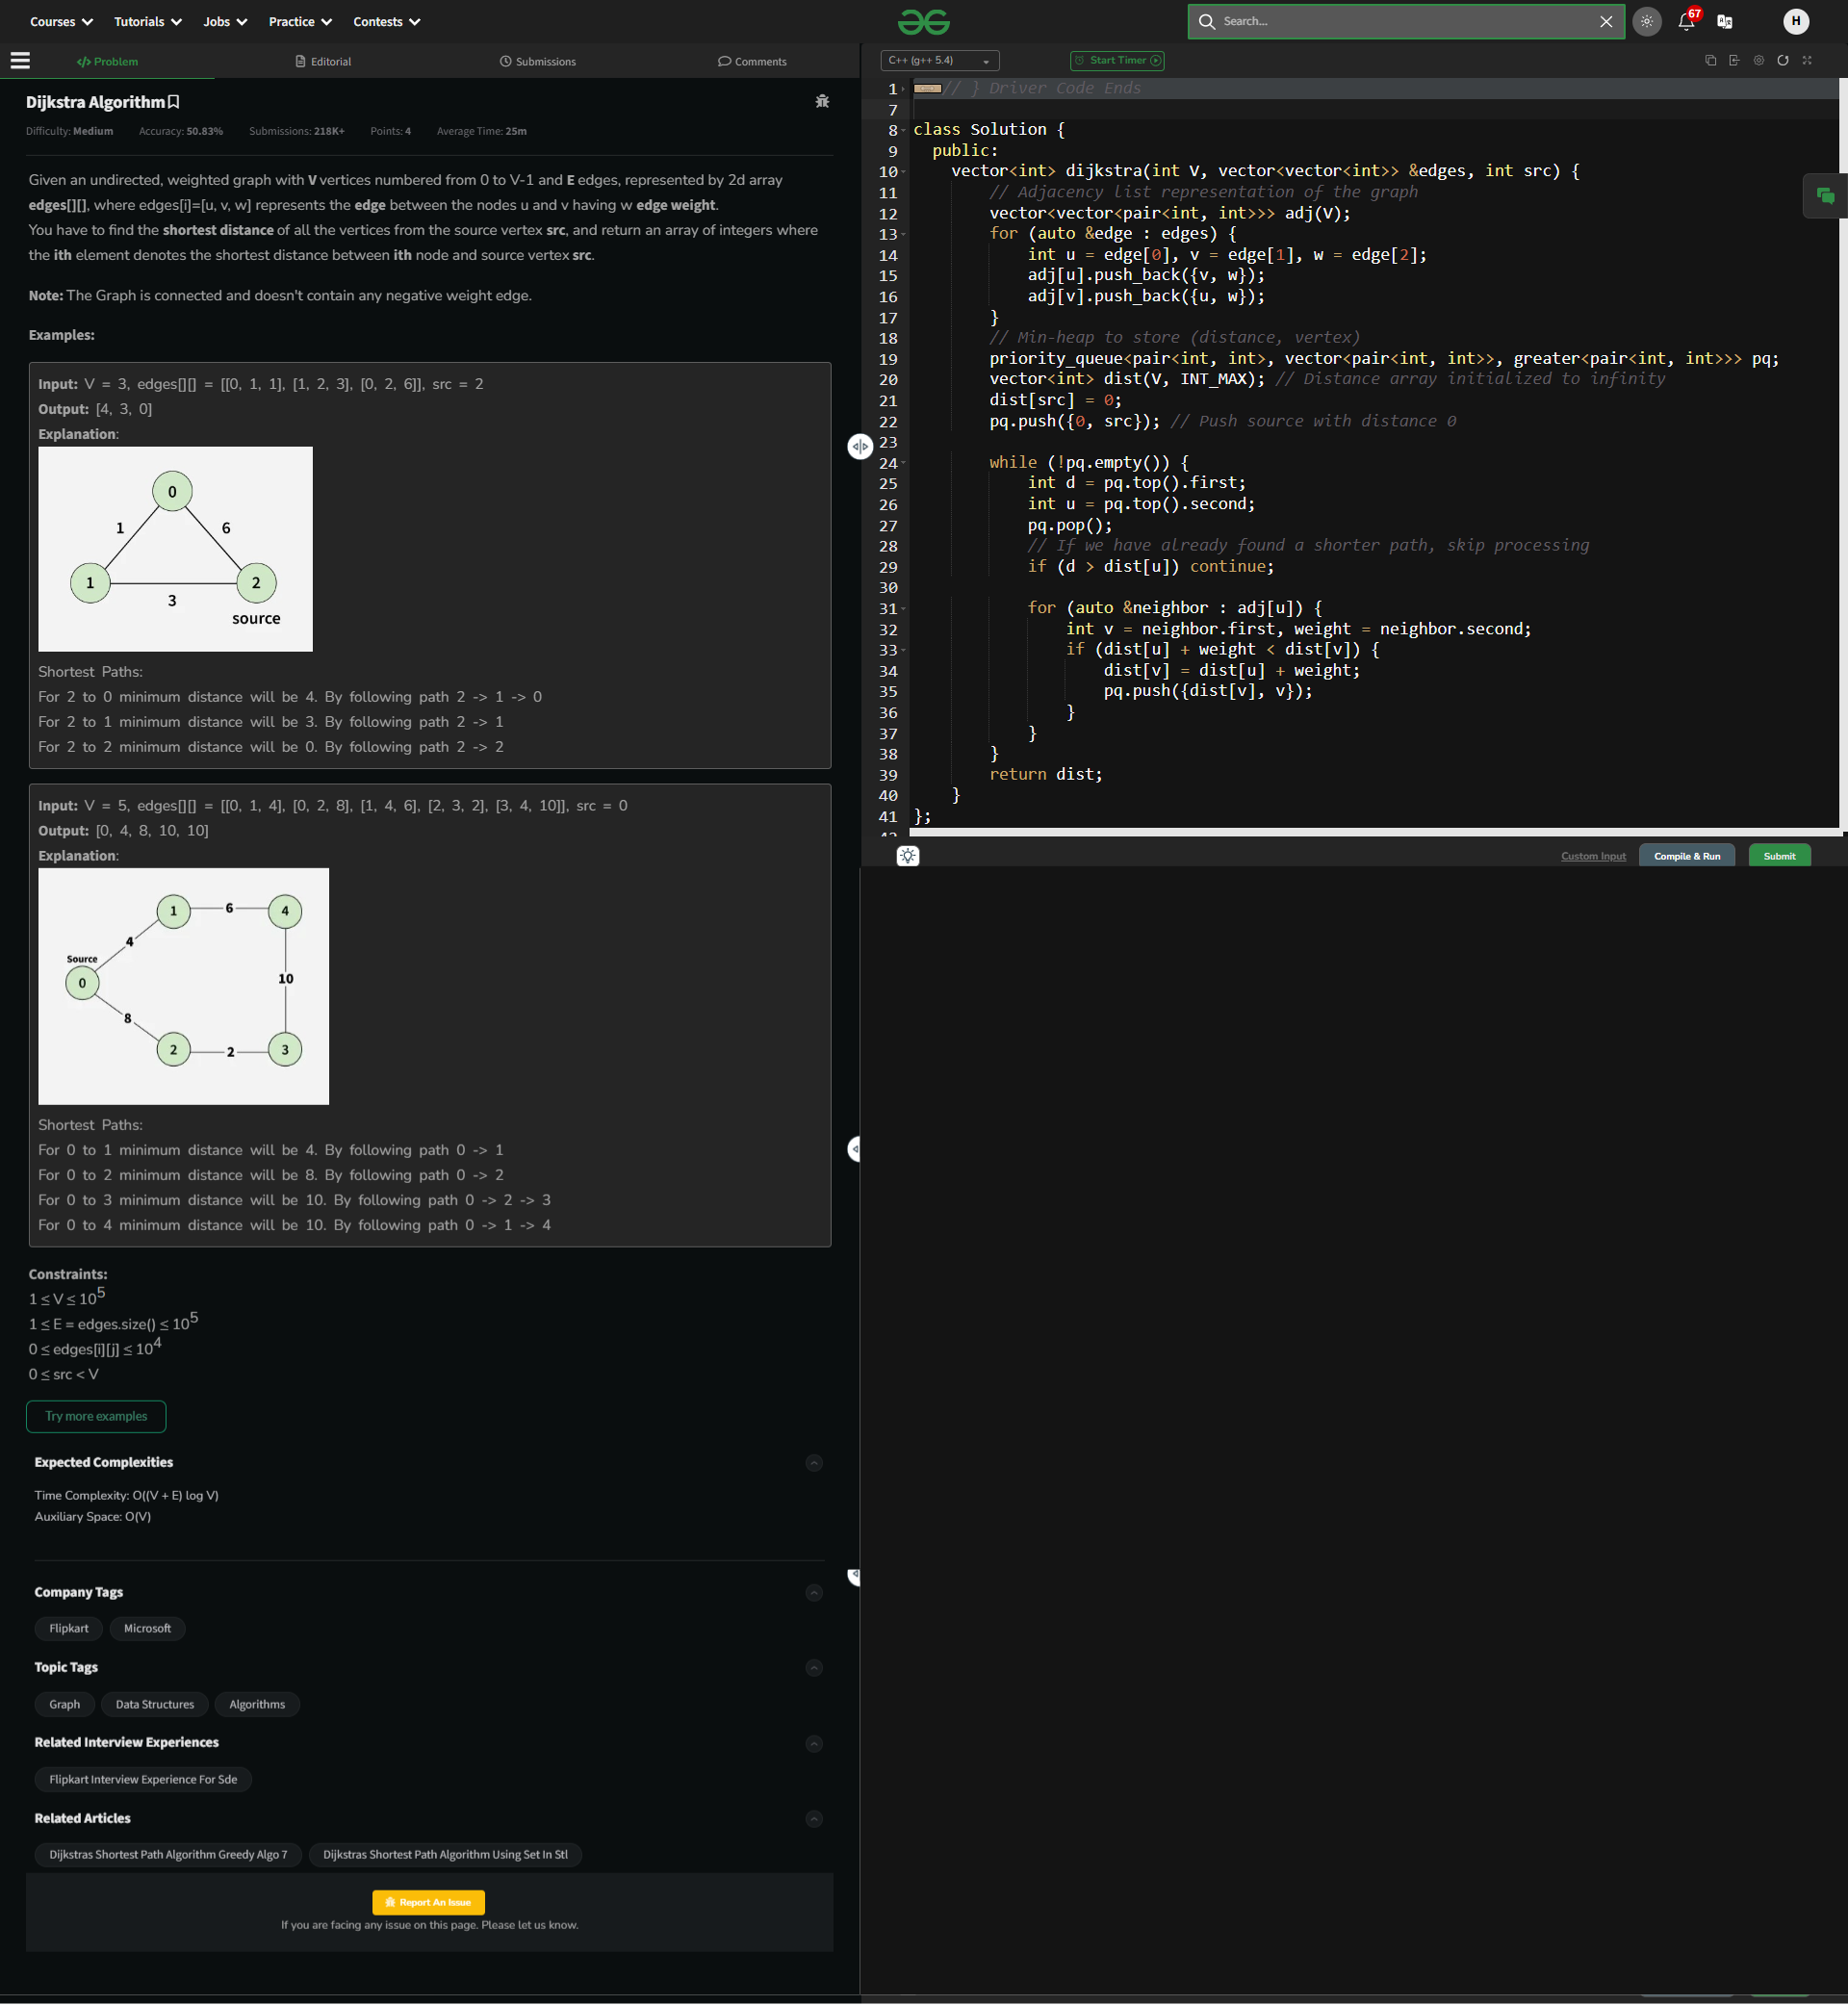 Courses Tutorials Jobs Practice Contests
Search...
67
H
Problem Editorial Submissions Comments
C++ (g++ 5.4) Start Timer
Dijkstra Algorithm
Difficulty: Medium Accuracy: 50.83% Submissions: 218K+ Points: 4 Average Time: 25m
Given an undirected, weighted graph with V vertices numbered from 0 to V-1 and E edges, represented by 2d array
edges[][], where edges[i]=[u, v, w] represents the edge between the nodes u and v having w edge weight.
You have to find the shortest distance of all the vertices from the source vertex src, and return an array of integers where
the ith element denotes the shortest distance between ith node and source vertex src.
Note: The Graph is connected and doesn't contain any negative weight edge.
Examples:
Input: V = 3, edges[][] = [[0, 1, 1], [1, 2, 3], [0, 2, 6]], src = 2
Output: [4, 3, 0]
Explanation:
0
1 6
1 2
3
source
Shortest Paths:
For 2 to 0 minimum distance will be 4. By following path 2 -> 1 -> 0
For 2 to 1 minimum distance will be 3. By following path 2 -> 1
For 2 to 2 minimum distance will be 0. By following path 2 -> 2
Input: V = 5, edges[][] = [[0, 1, 4], [0, 2, 8], [1, 4, 6], [2, 3, 2], [3, 4, 10]], src = 0
Output: [0, 4, 8, 10, 10]
Explanation:
1 6 4
4
Source
0 10
8
2 2 3
Shortest Paths:
For 0 to 1 minimum distance will be 4. By following path 0 -> 1
For 0 to 2 minimum distance will be 8. By following path 0 -> 2
For 0 to 3 minimum distance will be 10. By following path 0 -> 2 -> 3
For 0 to 4 minimum distance will be 10. By following path 0 -> 1 -> 4
Constraints:
1 ≤ V ≤ 10^5
1 ≤ E = edges.size() ≤ 10^5
0 ≤ edges[i][j] ≤ 10^4
0 ≤ src < V
Try more examples
Expected Complexities
Time Complexity: O((V + E) log V)
Auxiliary Space: O(V)
Company Tags
Flipkart Microsoft
Topic Tags
Graph Data Structures Algorithms
Related Interview Experiences
Flipkart Interview Experience For Sde
Related Articles
Dijkstras Shortest Path Algorithm Greedy Algo 7 Dijkstras Shortest Path Algorithm Using Set In Stl
Report An Issue
If you are facing any issue on this page. Please let us know.
1 // } Driver Code Ends
7
8 class Solution {
9 public:
10 vector<int> dijkstra(int V, vector<vector<int>> &edges, int src) {
11 // Adjacency list representation of the graph
12 vector<vector<pair<int, int>>> adj(V);
13 for (auto &edge : edges) {
14 int u = edge[0], v = edge[1], w = edge[2];
15 adj[u].push_back({v, w});
16 adj[v].push_back({u, w});
17 }
18 // Min-heap to store (distance, vertex)
19 priority_queue<pair<int, int>, vector<pair<int, int>>, greater<pair<int, int>>> pq;
20 vector<int> dist(V, INT_MAX); // Distance array initialized to infinity
21 dist[src] = 0;
22 pq.push({0, src}); // Push source with distance 0
23
24 while (!pq.empty()) {
25 int d = pq.top().first;
26 int u = pq.top().second;
27 pq.pop();
28 // If we have already found a shorter path, skip processing
29 if (d > dist[u]) continue;
30
31 for (auto &neighbor : adj[u]) {
32 int v = neighbor.first, weight = neighbor.second;
33 if (dist[u] + weight < dist[v]) {
34 dist[v] = dist[u] + weight;
35 pq.push({dist[v], v});
36 }
37 }
38 }
39 return dist;
40 }
41 };
Custom Input Compile & Run Submit